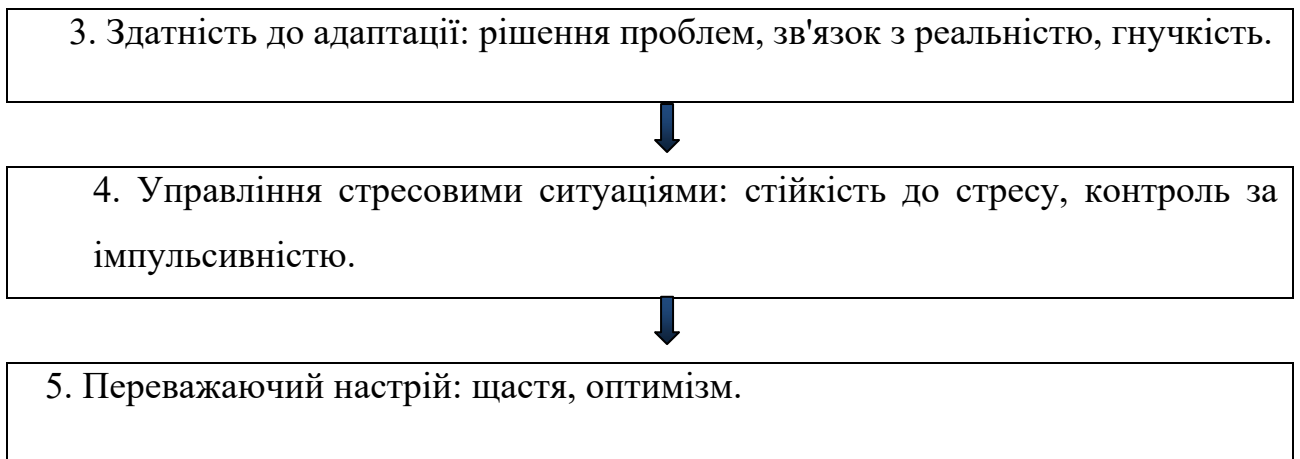 3. Здатність до адаптації: рішення проблем, зв'язок з реальністю, гнучкість.
4. Управління стресовими ситуаціями: стійкість до стресу, контроль за
імпульсивністю.
5. Переважаючий настрій: щастя, оптимізм.